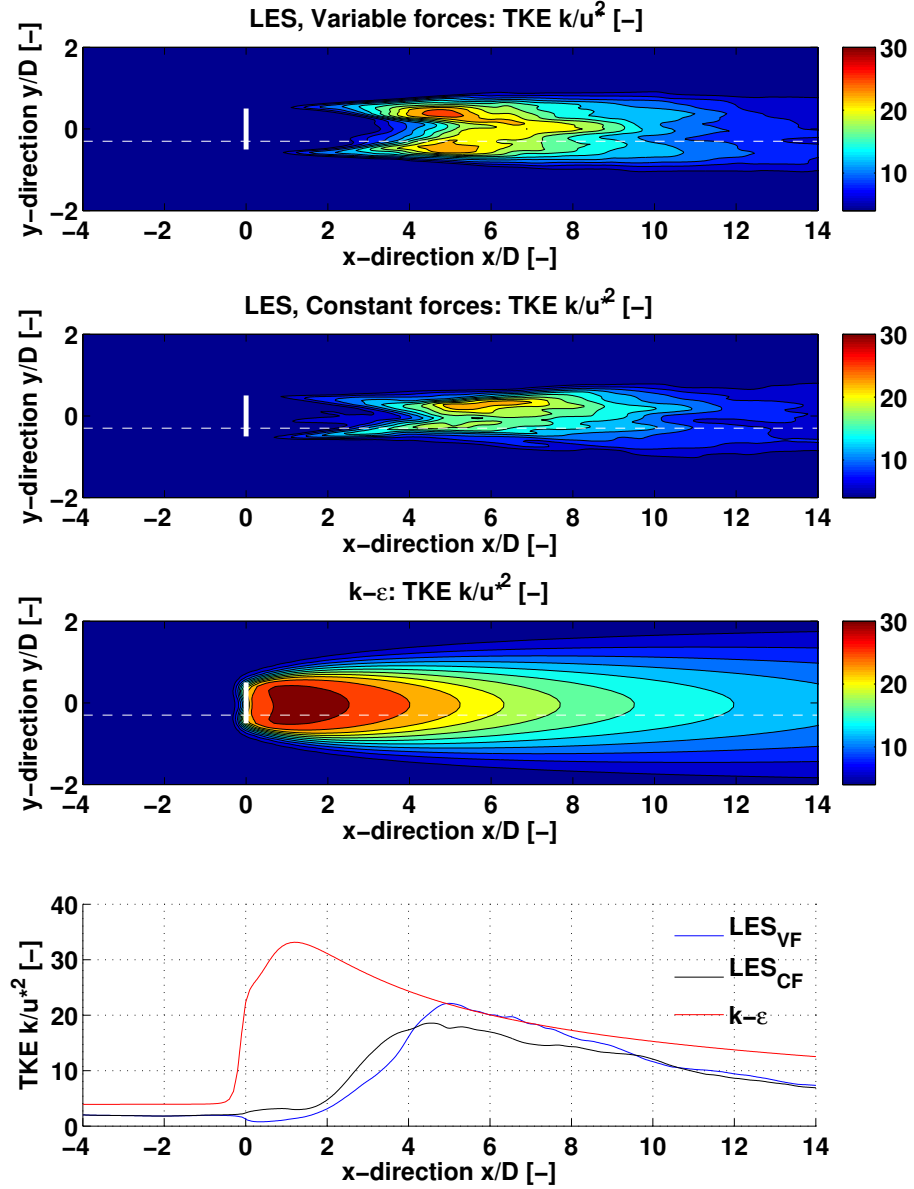 LES, Variable forces: TKE k/u*2 [−]
y−direction y/D [−]
2
0
−2
−4 −2 0 2 4 6 8 10 12 14
x−direction x/D [−]
30
20
10
LES, Constant forces: TKE k/u*2 [−]
y−direction y/D [−]
2
0
−2
−4 −2 0 2 4 6 8 10 12 14
x−direction x/D [−]
30
20
10
k−ε: TKE k/u*2 [−]
y−direction y/D [−]
2
0
−2
−4 −2 0 2 4 6 8 10 12 14
x−direction x/D [−]
30
20
10
TKE k/u*2 [−]
40
30
20
10
0
−4 −2 0 2 4 6 8 10 12 14
x−direction x/D [−]
LES VF
LES CF
k−ε